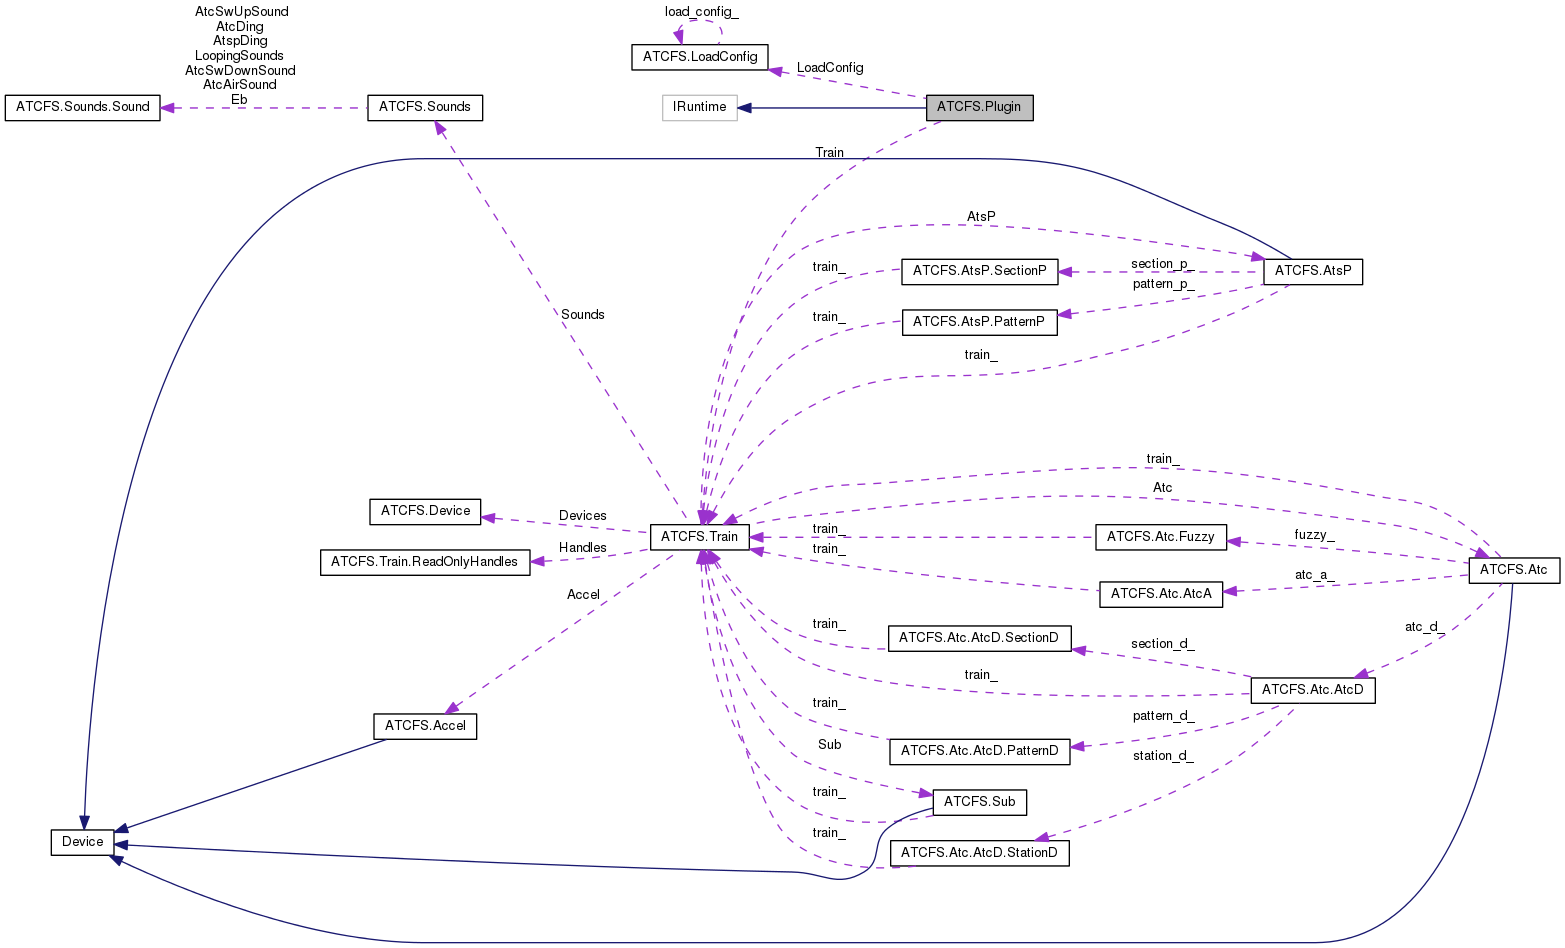 AtcSwUpSound
AtcDing
AtspDing
LoopingSounds
AtcSwDownSound
AtcAirSound
Eb
load_config_
ATCFS.LoadConfig
LoadConfig
ATCFS.Sounds.Sound
ATCFS.Sounds
IRuntime
ATCFS.Plugin
Train
AtsP
ATCFS.AtsP
section_p_
train_
ATCFS.AtsP.SectionP
pattern_p_
Sounds
train_
ATCFS.AtsP.PatternP
train_
train_
Atc
ATCFS.Device
Devices
ATCFS.Train
train_
ATCFS.Atc.Fuzzy
fuzzy_
Handles
train_
ATCFS.Train.ReadOnlyHandles
ATCFS.Atc
atc_a_
Accel
ATCFS.Atc.AtcA
train_
atc_d_
ATCFS.Atc.AtcD.SectionD
section_d_
train_
ATCFS.Atc.AtcD
train_
pattern_d_
ATCFS.Accel
Sub
ATCFS.Atc.AtcD.PatternD
station_d_
train_
ATCFS.Sub
train_
Device
ATCFS.Atc.AtcD.StationD